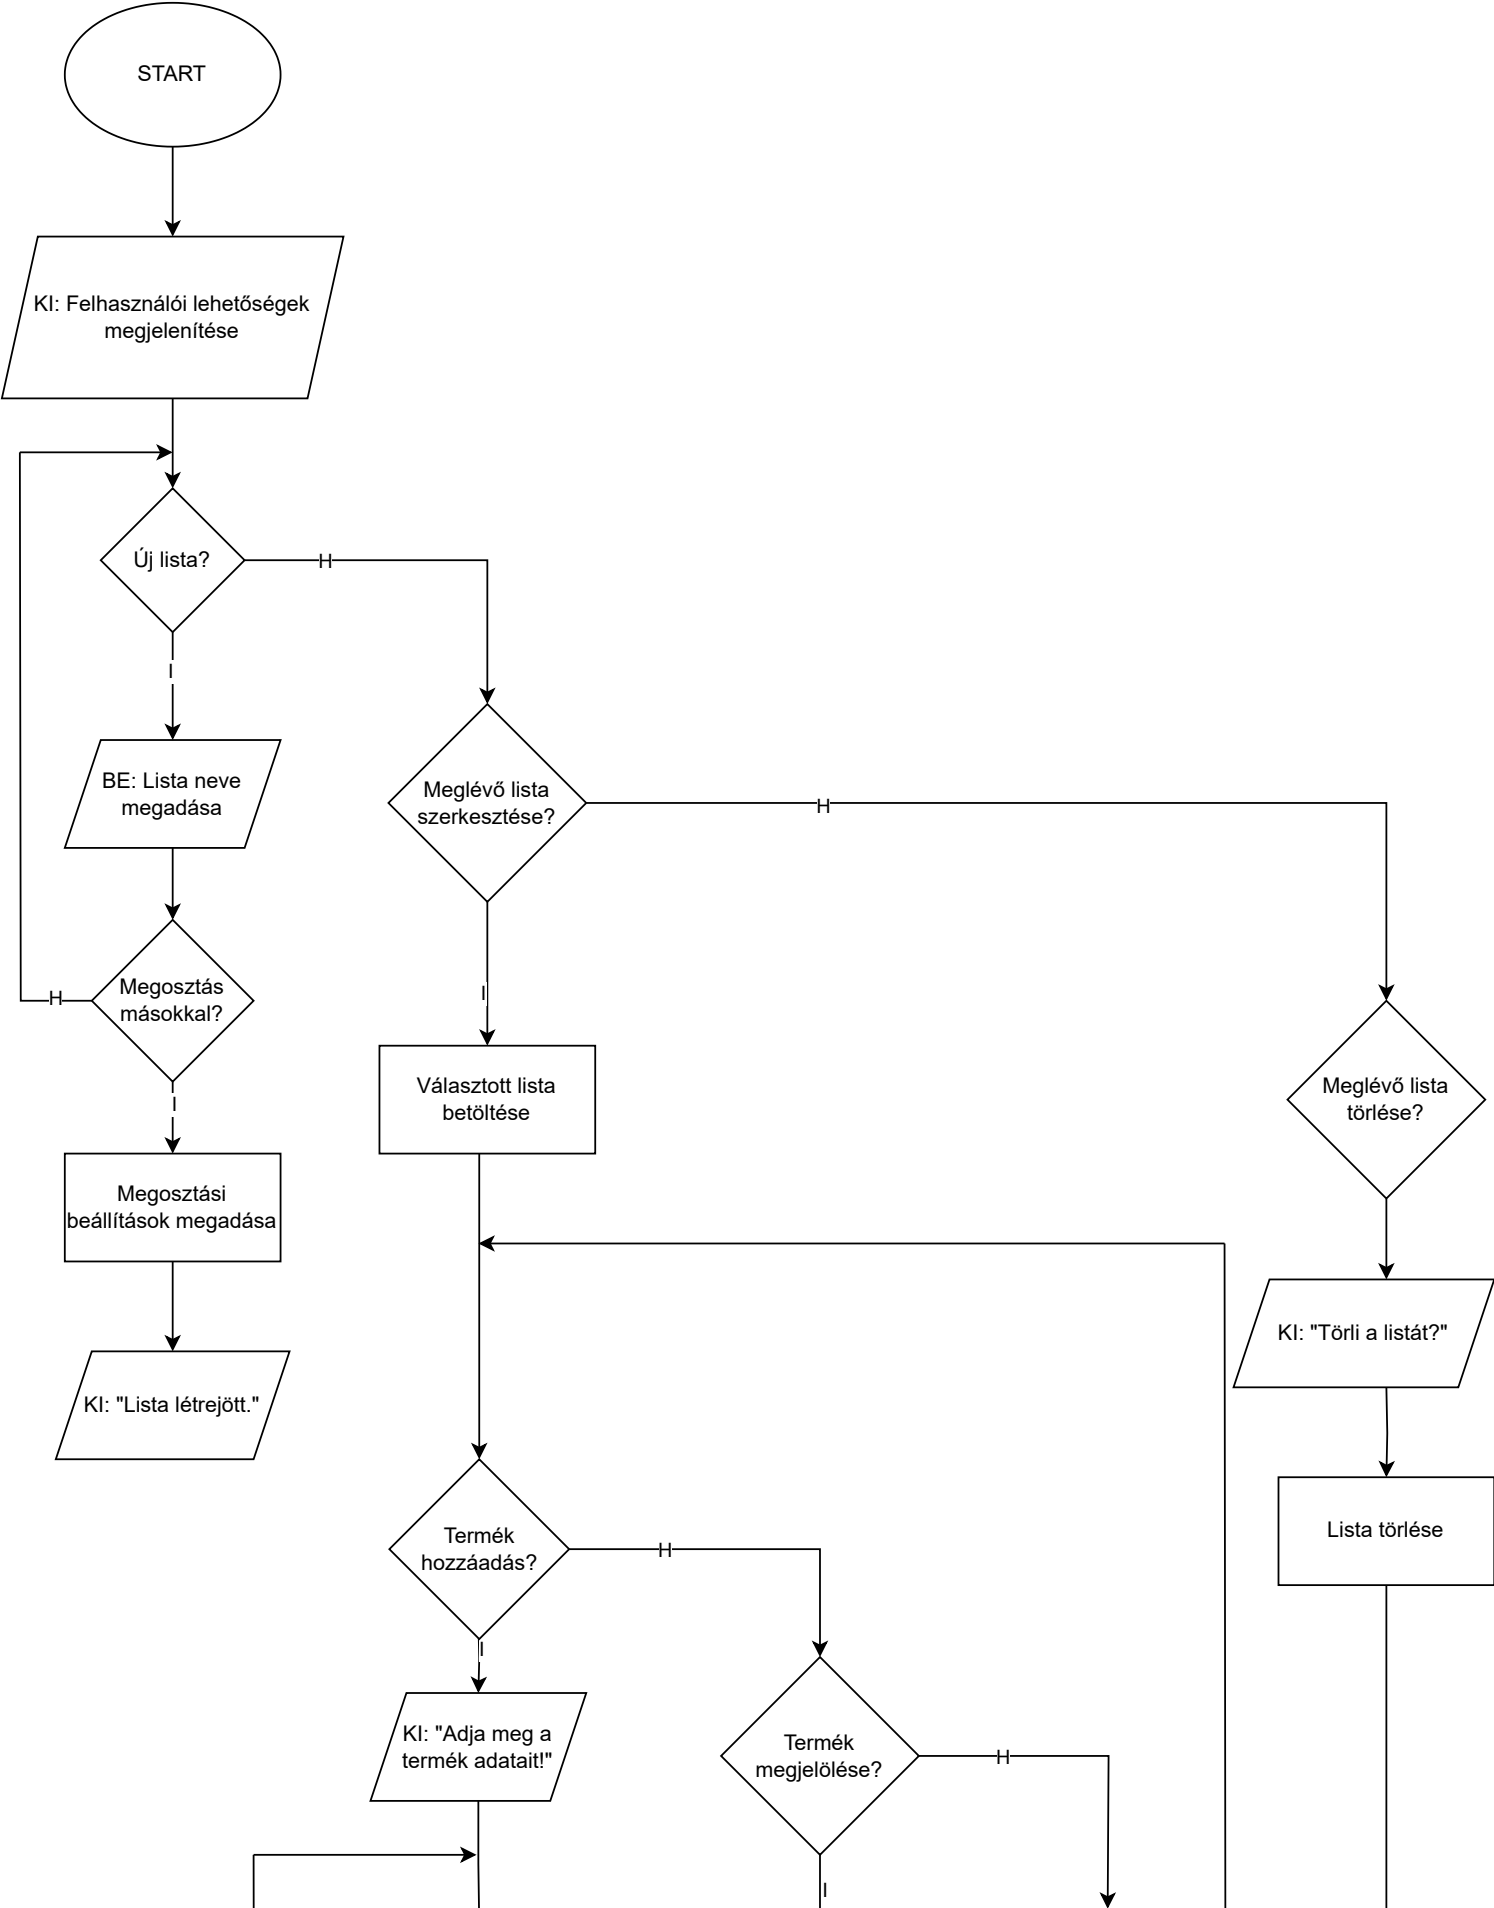 START
KI: Felhasználói lehetőségek
megjelenítése
Új lista?
H
I
BE: Lista neve
megadása
Meglévő lista
szerkesztése?
H
Megosztás
másokkal?
H
I
I
Választott lista
betöltése
Meglévő lista
törlése?
Megosztási
beállítások megadása
KI: "Törli a listát?"
KI: "Lista létrejött."
Lista törlése
Termék
hozzáadás?
H
I
KI: "Adja meg a
termék adatait!"
Termék
megjelölése?
H
I